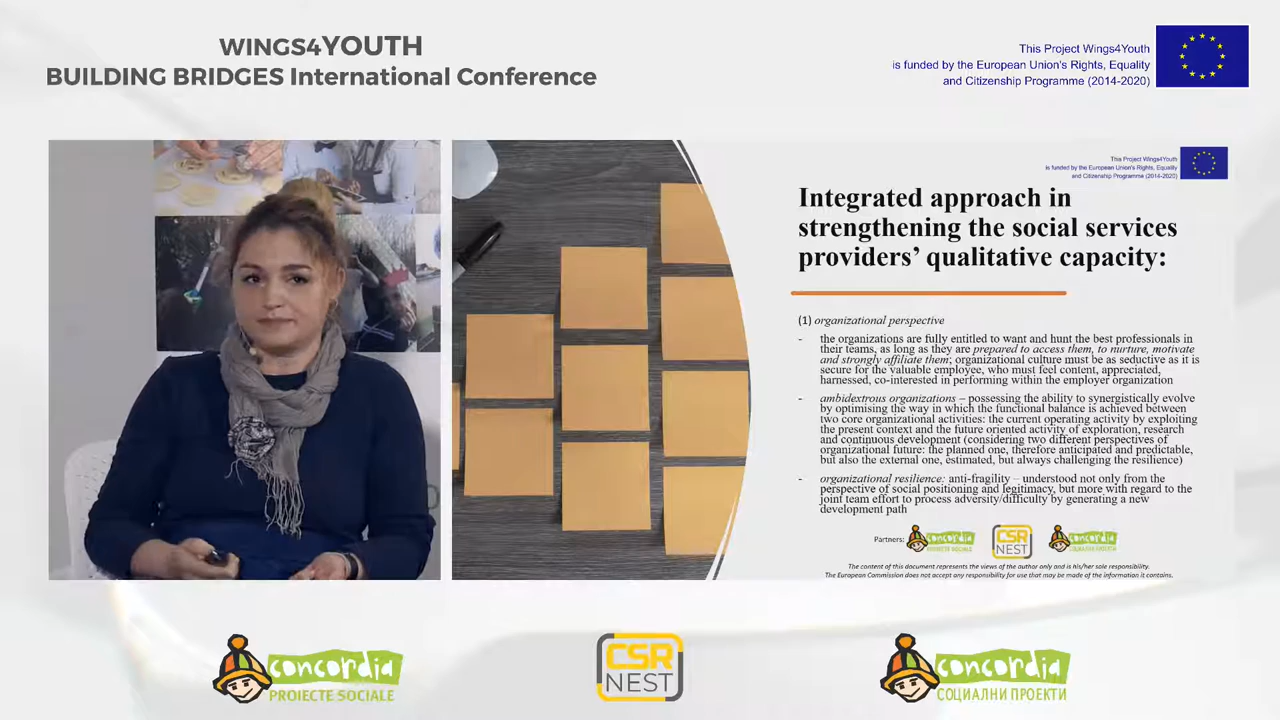 WINGS4YOUTH
BUILDING BRIDGES International Conference
This Project Wings4Youth
is funded by the European Union's Rights, Equality
and Citizenship Programme (2014-2020)
This Project Wings4Youth
is funded by the European Union's Rights, Equality
and Citizenship Programme (2014-2020)
Integrated approach in
strengthening the social services
providers’ qualitative capacity:
(1) organizational perspective
- the organizations are fully entitled to want and hunt the best professionals in
their teams, as long as they are prepared to access them, to nurture, motivate
and strongly affiliate them; organizational culture must be as seductive as it is
secure for the valuable employee, who must feel content, appreciated,
harnessed, co-interested in performing within the employer organization
- ambidextrous organizations – possessing the ability to synergistically evolve
by optimising the way in which the functional balance is achieved between
two core organizational activities: the current operating activity by exploiting
the present context and the future oriented activity of exploration, research
and continuous development (considering two different perspectives of
organizational future: the planned one, therefore anticipated and predictable,
but also the external one, estimated, but always challenging the resilience)
- organizational resilience: anti-fragility – understood not only from the
perspective of social positioning and legitimacy, but more with regard to the
joint team effort to process adversity/difficulty by generating a new
development path
Partners:
concordia
PROIECTE SOCIALE
CSR
NEST
concordia
СОЦИАЛНИ ПРОЕКТИ
The content of this document represents the views of the author only and is his/her sole responsibility.
The European Commission does not accept any responsibility for use that may be made of the information it contains.
concordia
PROIECTE SOCIALE
CSR
NEST
concordia
СОЦИАЛНИ ПРОЕКТИ